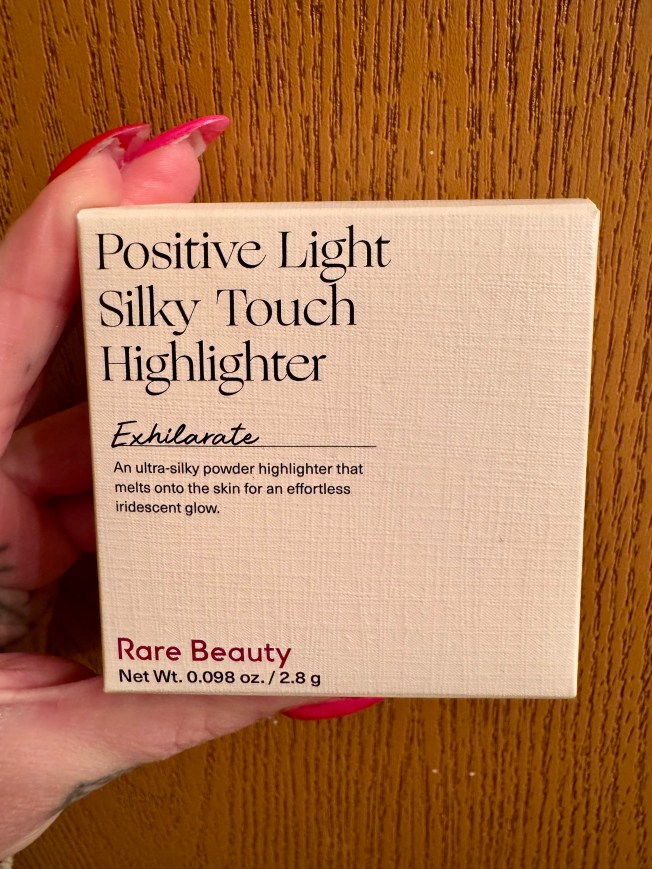 Positive Light
Silky Touch
Highlighter
Exhilarate
An ultra-silky powder highlighter that
melts onto the skin for an effortless
iridescent glow.
Rare Beauty
Net Wt. 0.098 oz. / 2.8 g